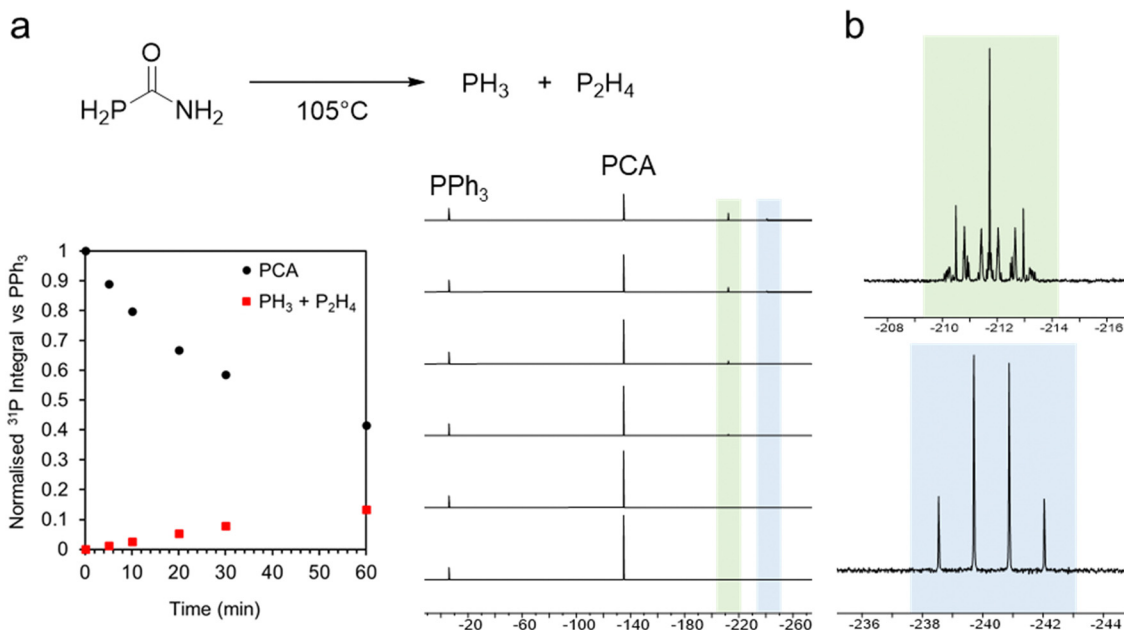 a
b
O
H₂P
NH₂
105°C
PH₃ + P₂H₄
PPh₃
PCA
Normalised ³¹P Integral vs PPh₃
1
0.9
0.8
0.7
0.6
0.5
0.4
0.3
0.2
0.1
0
PCA
PH₃ + P₂H₄
0 10 20 30 40 50 60
Time (min)
-20 -60 -100 -140 -180 -220 -260
-208 -210 -212 -214 -216
-236 -238 -240 -242 -244